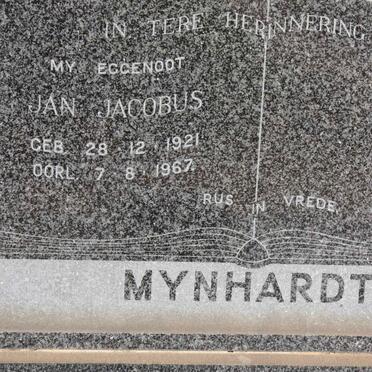 IN TERE HERINNERING
MY EGGENOOT
JAN JACOBUS
GEB. 28 12 1921
OORL. 7 8 1967
RUS IN VREDE.
MYNHARDT